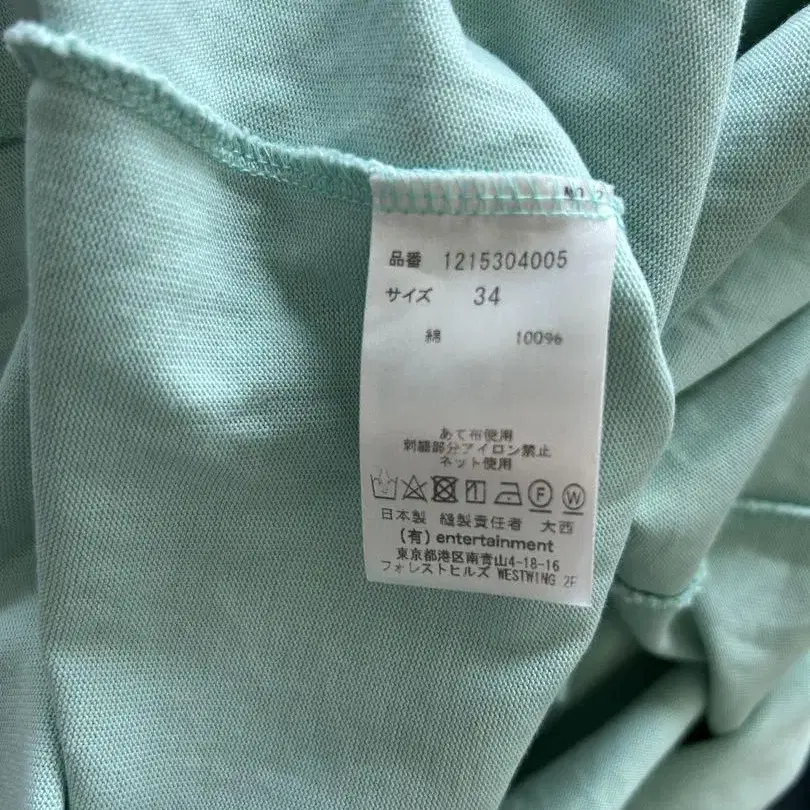 品番 1215304005
サイズ 34
綿 100%
あて布使用
刺繍部分アイロン禁止
ネット使用
F W
日本製 縫製責任者 大西
(有) entertainment
東京都港区南青山4-18-16
フォレストヒルズ WESTWING 2F